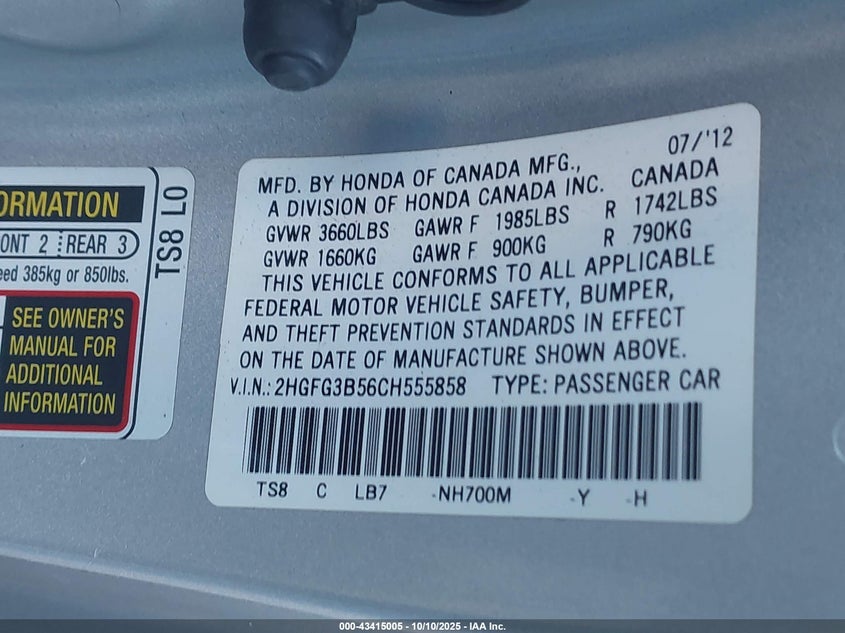 ORMATION
ONT 2 REAR 3
eed 385kg or 850lbs.
SEE OWNER'S
MANUAL FOR
ADDITIONAL
INFORMATION
TS8 L0
07/'12
MFD. BY HONDA OF CANADA MFG.,
A DIVISION OF HONDA CANADA INC. CANADA
GVWR 3660LBS GAWR F 1985LBS R 1742LBS
GVWR 1660KG GAWR F 900KG R 790KG
THIS VEHICLE CONFORMS TO ALL APPLICABLE
FEDERAL MOTOR VEHICLE SAFETY, BUMPER,
AND THEFT PREVENTION STANDARDS IN EFFECT
ON THE DATE OF MANUFACTURE SHOWN ABOVE.
V.I.N.: 2HGFG3B56CH555858 TYPE: PASSENGER CAR
TS8 C LB7 -NH700M -Y -H
000-43415005 - 10/10/2025 - IAA Inc.